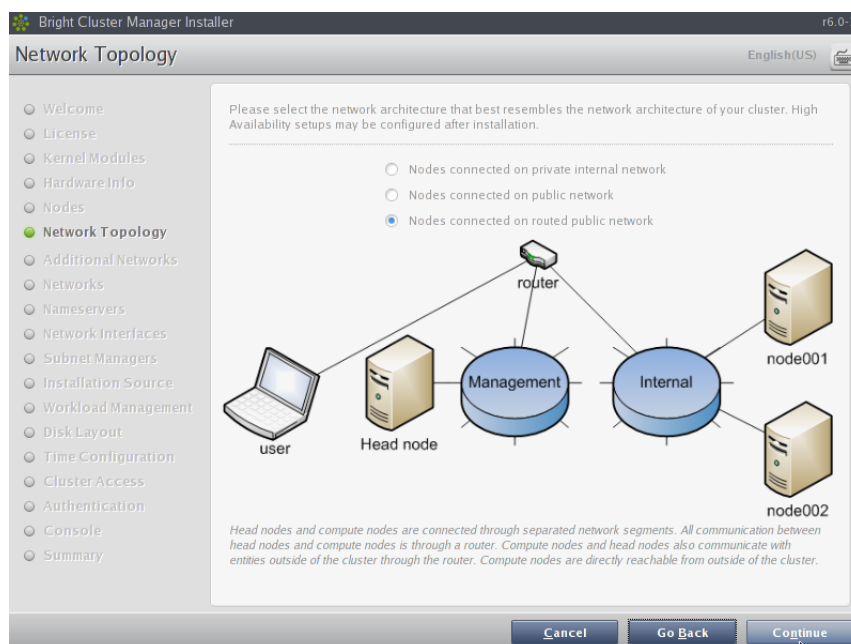 Bright Cluster Manager Installer
r6.0-
Network Topology
English(US)
Welcome
License
Kernel Modules
Hardware Info
Nodes
Network Topology
Additional Networks
Networks
Nameservers
Network Interfaces
Subnet Managers
Installation Source
Workload Management
Disk Layout
Time Configuration
Cluster Access
Authentication
Console
Summary
Please select the network architecture that best resembles the network architecture of your cluster. High
Availability setups may be configured after installation.
Nodes connected on private internal network
Nodes connected on public network
Nodes connected on routed public network
router
Management
Internal
node001
user
Head node
node002
Head nodes and compute nodes are connected through separated network segments. All communication between
head nodes and compute nodes is through a router. Compute nodes and head nodes also communicate with
entities outside of the cluster through the router. Compute nodes are directly reachable from outside of the cluster.
Cancel
Go Back
Continue